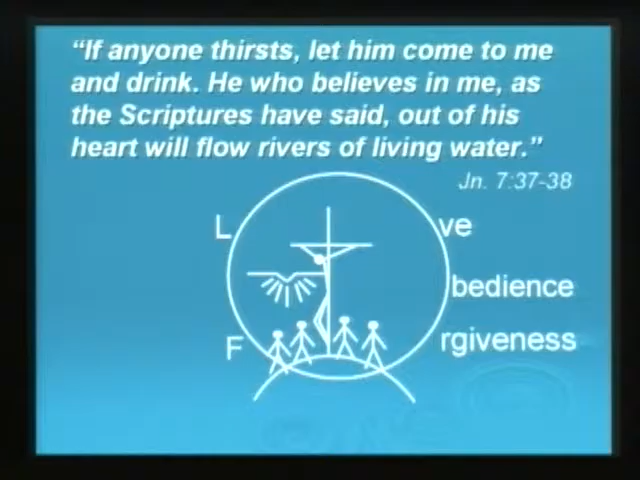 “If anyone thirsts, let him come to me
and drink. He who believes in me, as
the Scriptures have said, out of his
heart will flow rivers of living water.”
Jn. 7:37-38
L ve
bedience
F rgiveness